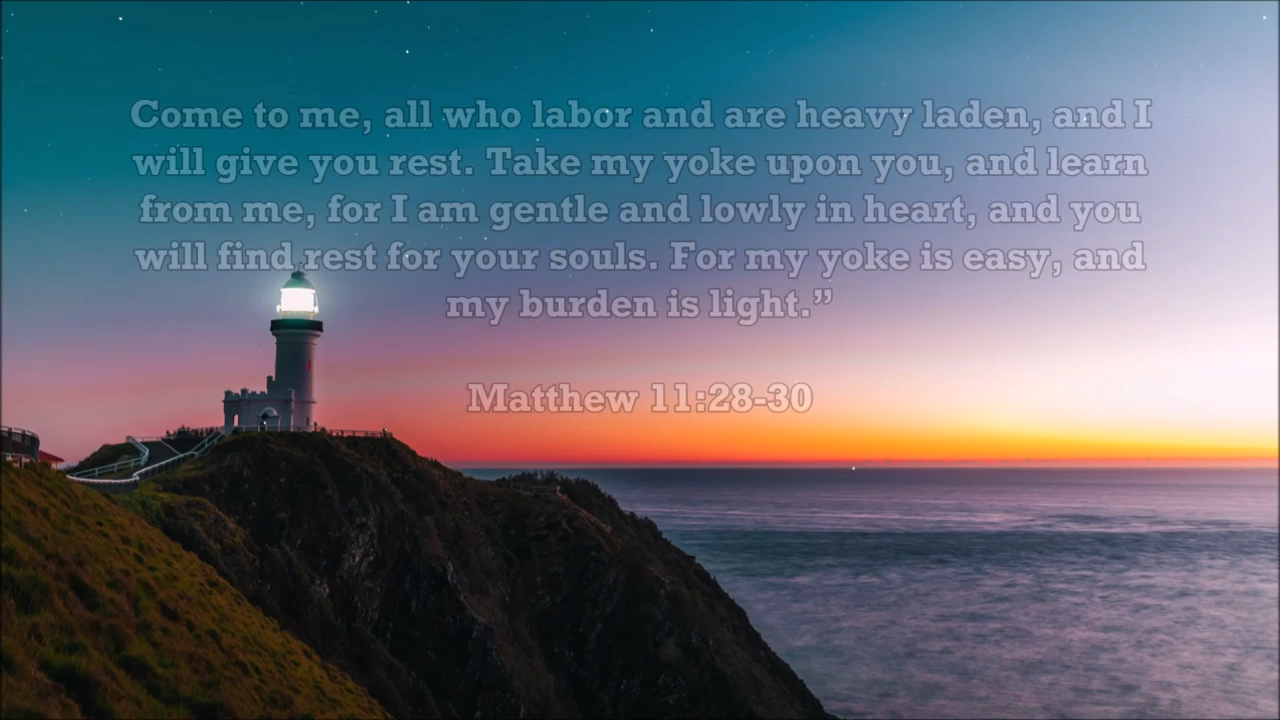 Come to me, all who labor and are heavy laden, and I
will give you rest. Take my yoke upon you, and learn
from me, for I am gentle and lowly in heart, and you
will find rest for your souls. For my yoke is easy, and
my burden is light.”
Matthew 11:28-30